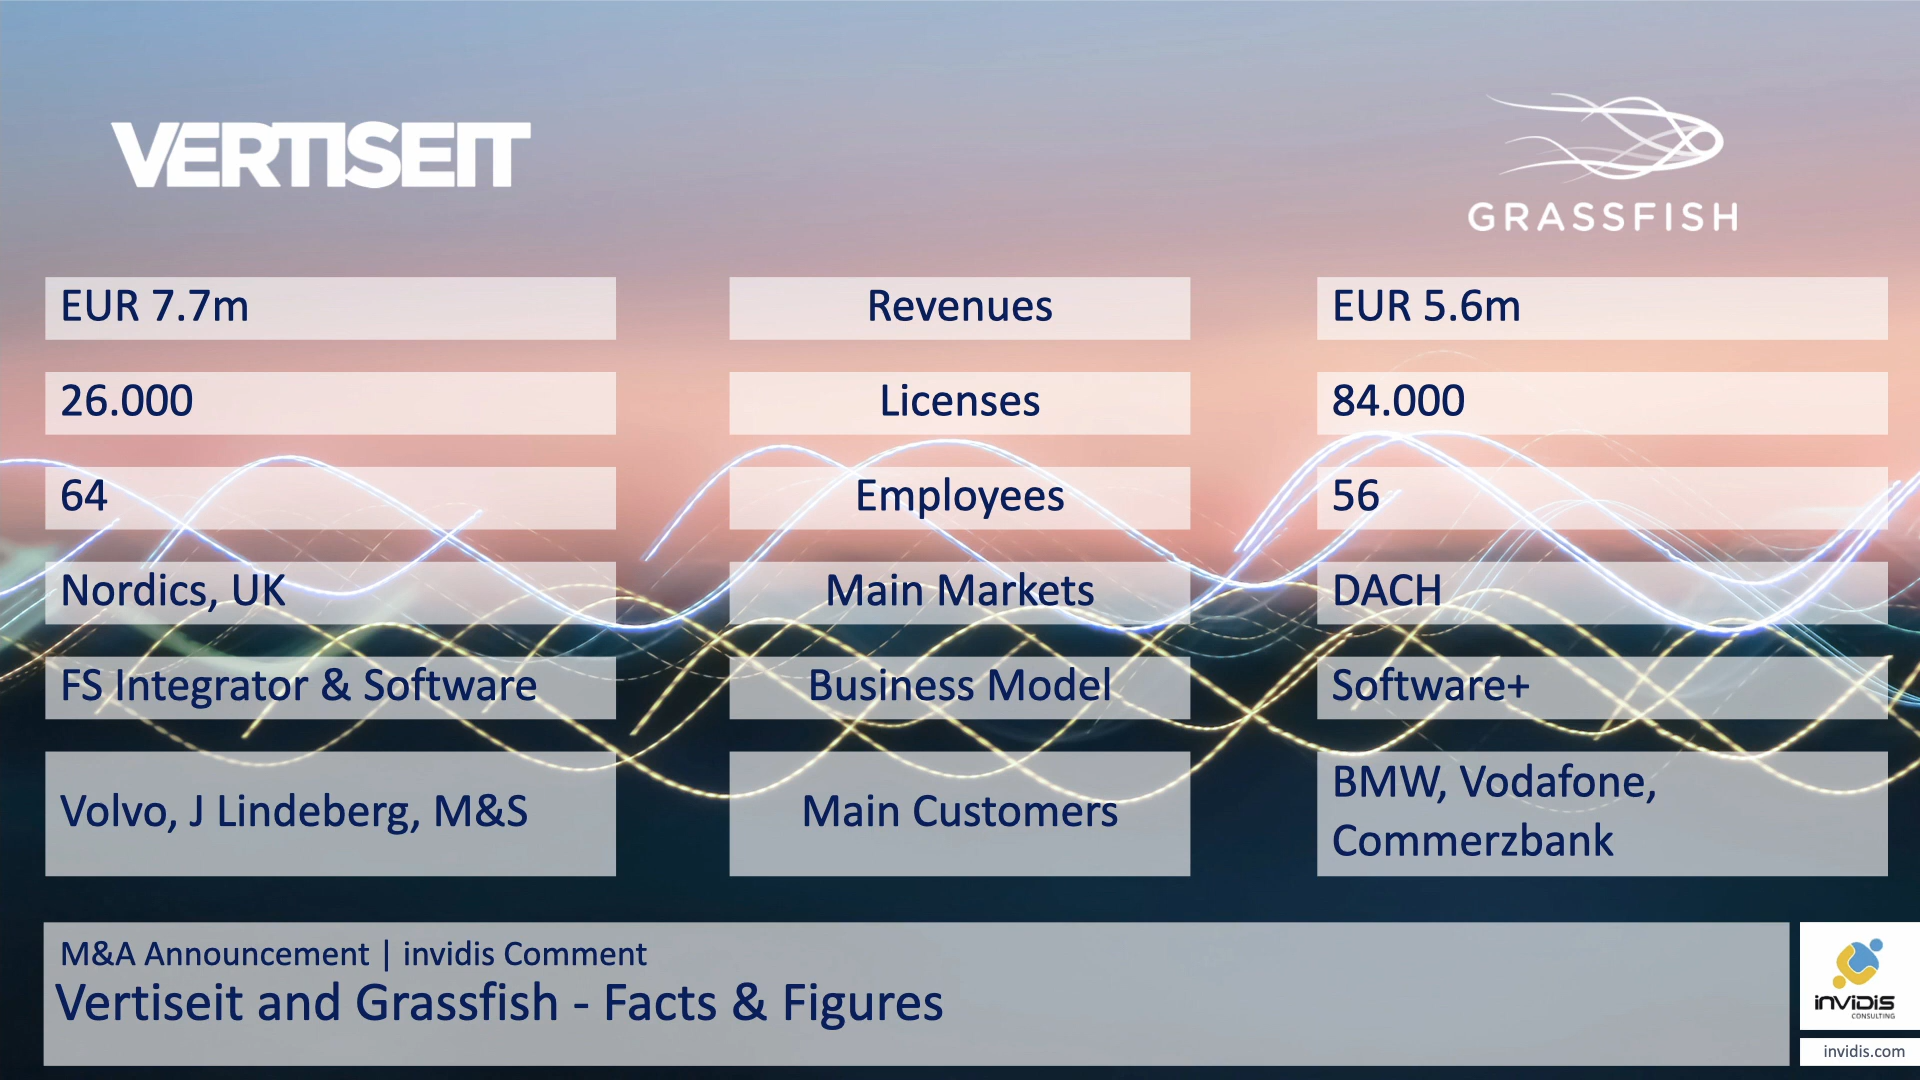 VERTISEIT
GRASSFISH
EUR 7.7m
Revenues
EUR 5.6m
26.000
Licenses
84.000
64
Employees
56
Nordics, UK
Main Markets
DACH
FS Integrator & Software
Business Model
Software+
Volvo, J Lindeberg, M&S
Main Customers
BMW, Vodafone,
Commerzbank
M&A Announcement | invidis Comment
Vertiseit and Grassfish - Facts & Figures
invidis
CONSULTING
invidis.com